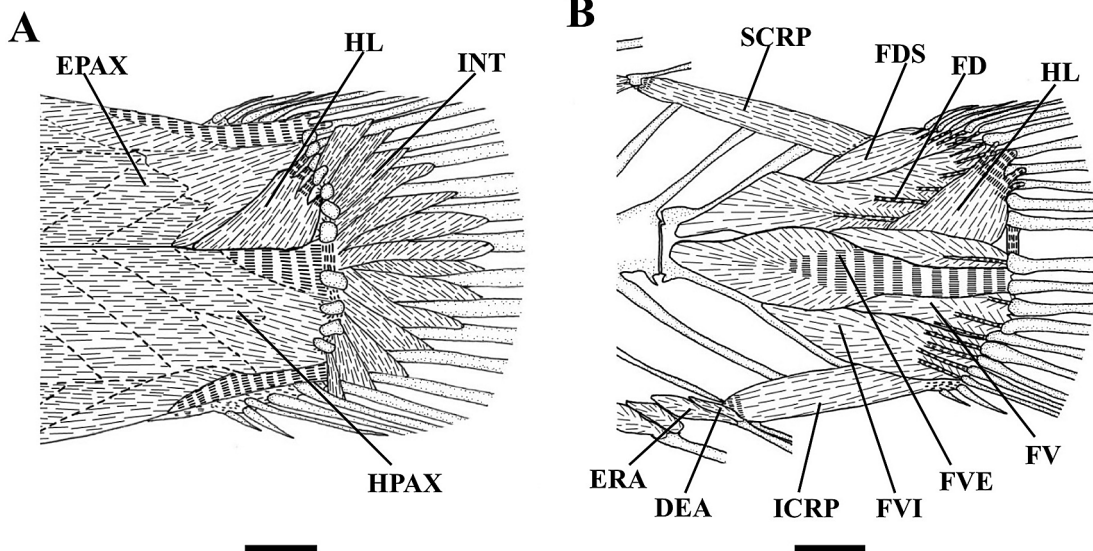 A
EPAX
HL
INT
HPAX
B
SCRP
FDS
FD
HL
ERA
DEA
ICRP
FVI
FVE
FV